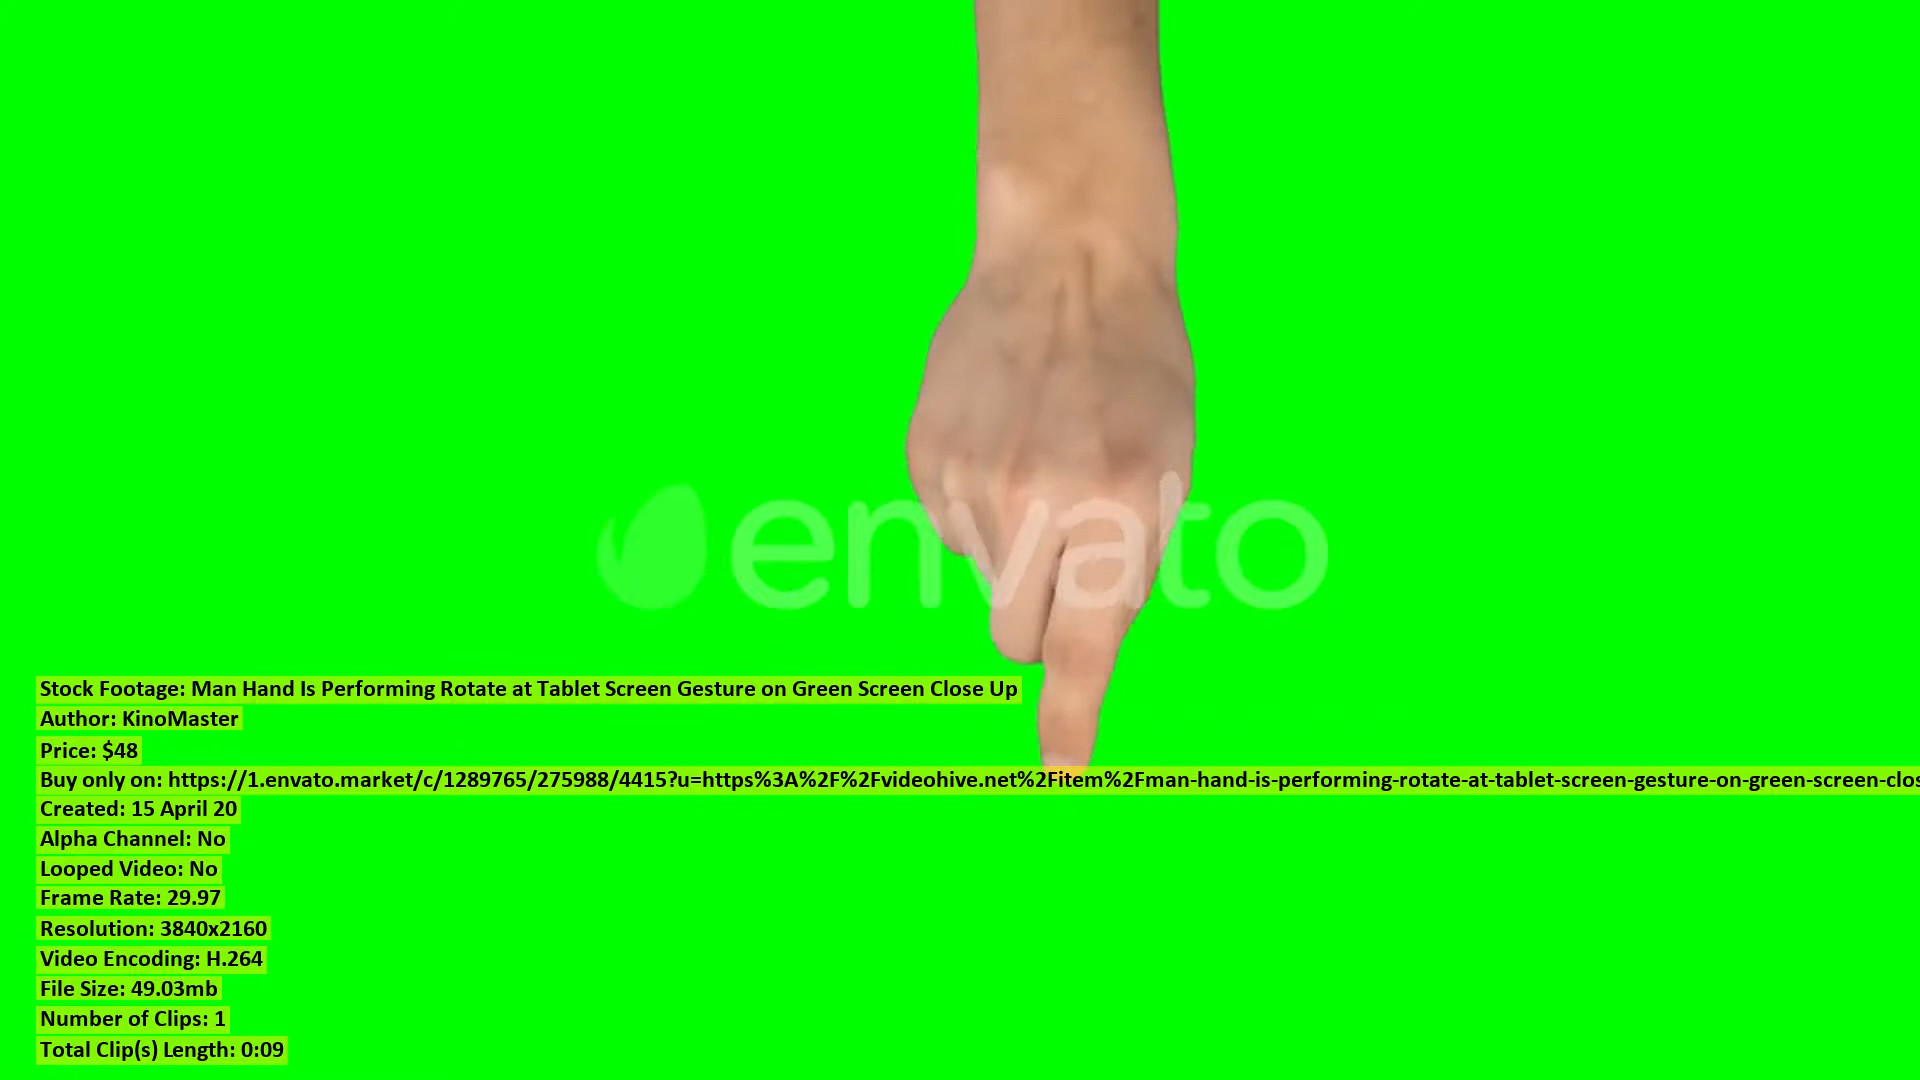 envato
Stock Footage: Man Hand Is Performing Rotate at Tablet Screen Gesture on Green Screen Close Up
Author: KinoMaster
Price: $48
Buy only on: https://1.envato.market/c/1289765/275988/4415?u=https%3A%2F%2Fvideohive.net%2Fitem%2Fman-hand-is-performing-rotate-at-tablet-screen-gesture-on-green-screen-clos
Created: 15 April 20
Alpha Channel: No
Looped Video: No
Frame Rate: 29.97
Resolution: 3840x2160
Video Encoding: H.264
File Size: 49.03mb
Number of Clips: 1
Total Clip(s) Length: 0:09